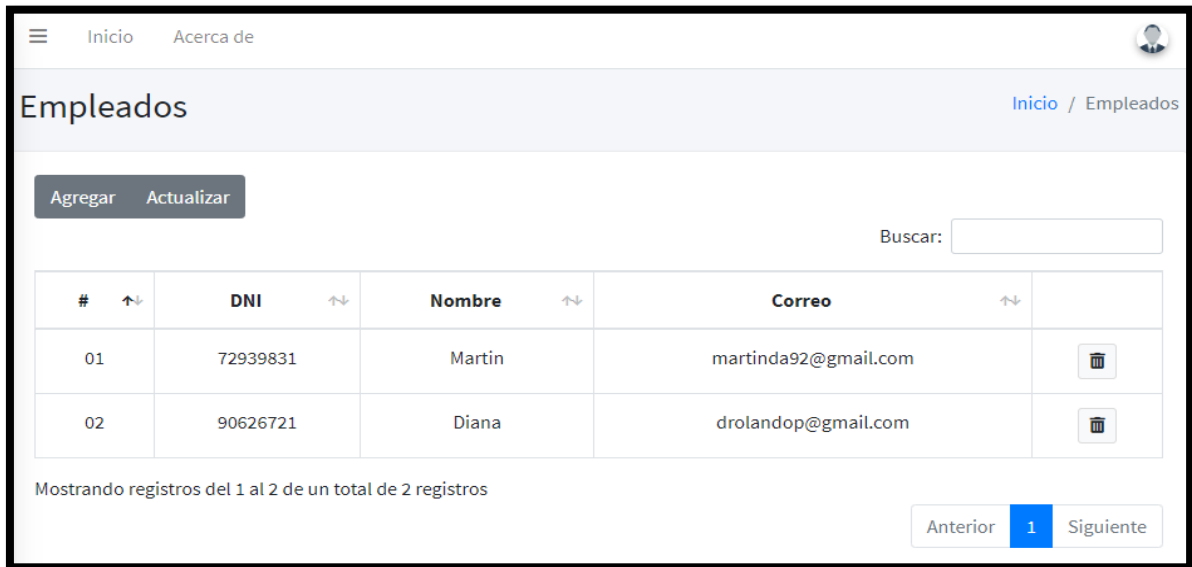 Inicio Acerca de
Empleados
Inicio / Empleados
Agregar Actualizar
Buscar:
# DNI Nombre Correo
01 72939831 Martin martinda92@gmail.com
02 90626721 Diana drolandop@gmail.com
Mostrando registros del 1 al 2 de un total de 2 registros
Anterior 1 Siguiente